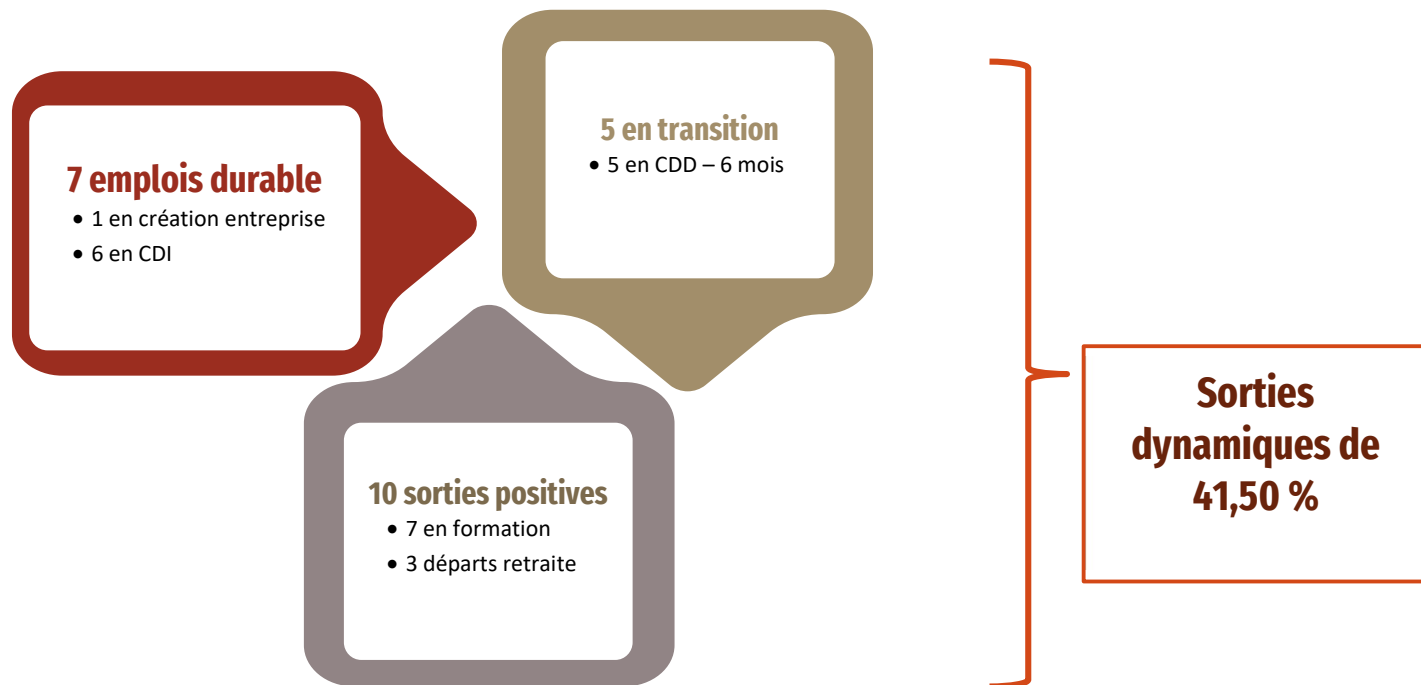 7 emplois durable
• 1 en création entreprise
• 6 en CDI
5 en transition
• 5 en CDD – 6 mois
10 sorties positives
• 7 en formation
• 3 départs retraite
Sorties
dynamiques de
41,50 %